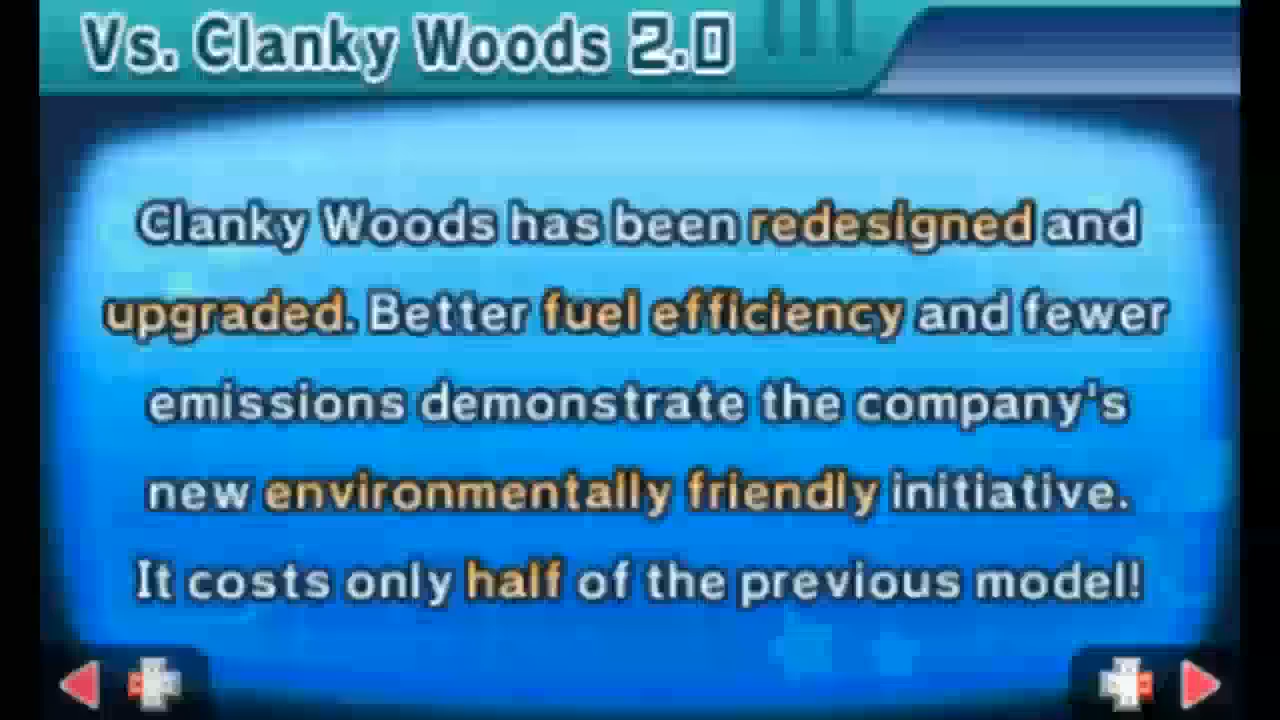 Vs. Clanky Woods 2.0
Clanky Woods has been redesigned and
upgraded. Better fuel efficiency and fewer
emissions demonstrate the company's
new environmentally friendly initiative.
It costs only half of the previous model!